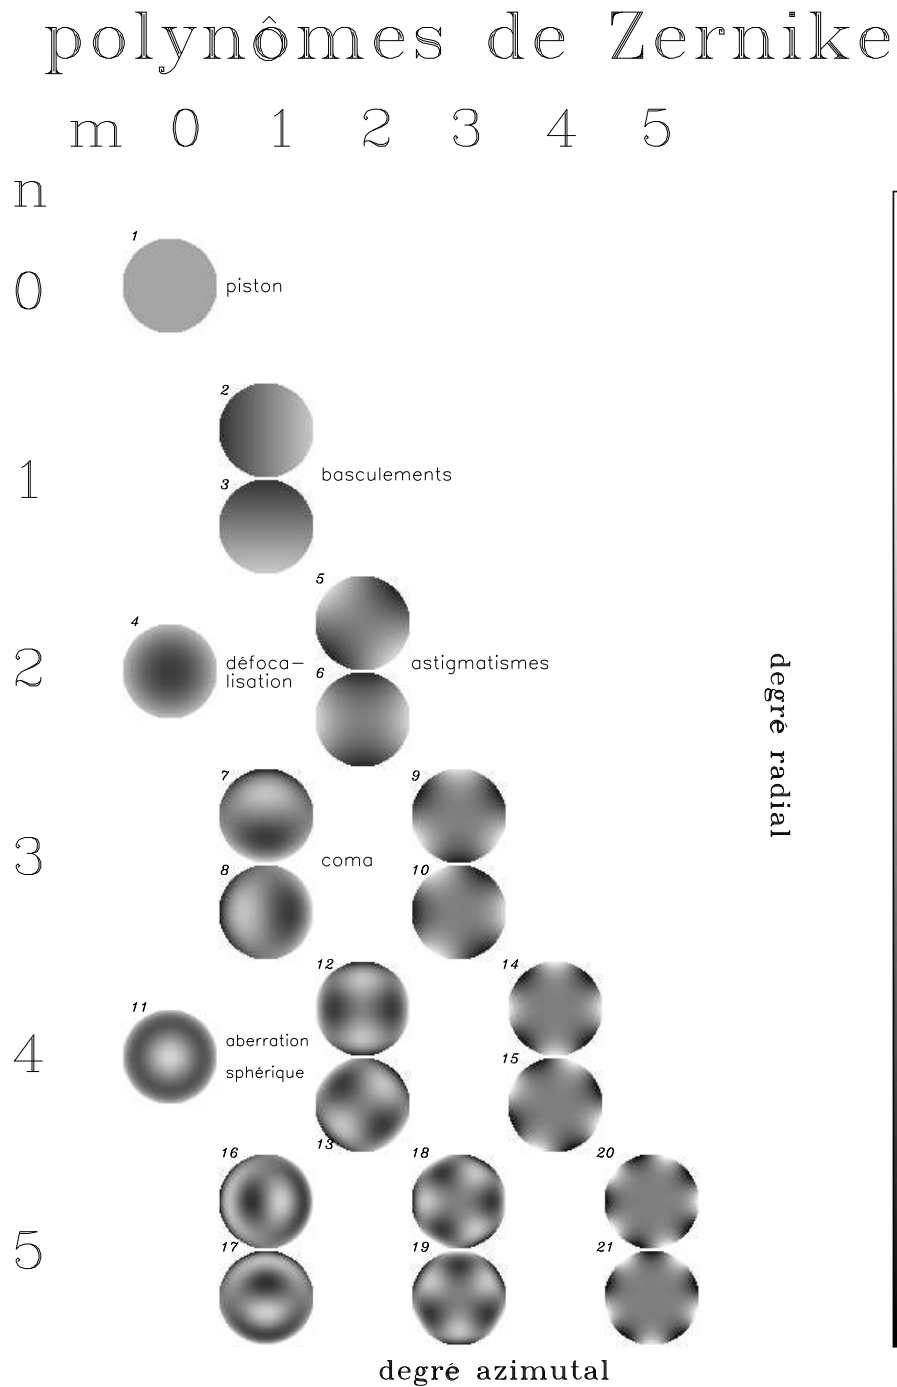 polynômes de Zernike
m 0 1 2 3 4 5
n
1
0 piston
2
1 basculements
3
5
4
2 défoca-
lisation
astigmatismes
6
7 9
3 coma
8 10
12 14
11
4 aberration
sphérique
15
13
16 18 20
5
17 19 21
degré radial
degré azimutal